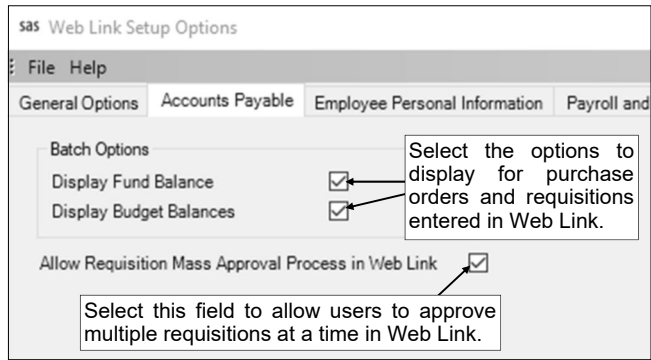 sas Web Link Setup Options
File Help
General Options Accounts Payable Employee Personal Information Payroll and
Batch Options
Display Fund Balance
Display Budget Balances
Select the options to
display for purchase
orders and requisitions
entered in Web Link.
Allow Requisition Mass Approval Process in Web Link
Select this field to allow users to approve
multiple requisitions at a time in Web Link.